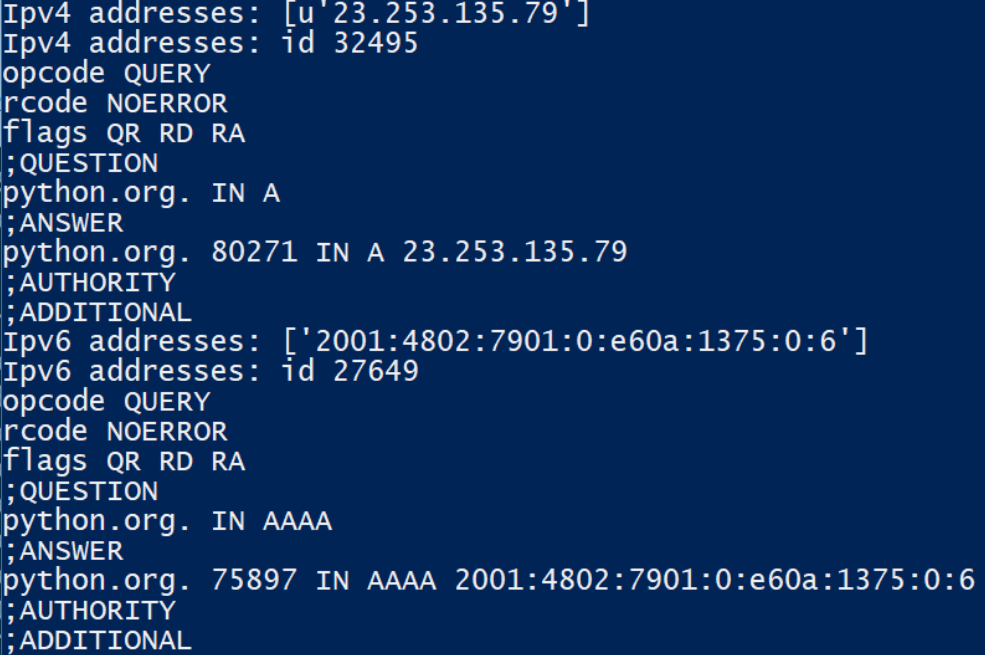 Ipv4 addresses: [u'23.253.135.79']
Ipv4 addresses: id 32495
opcode QUERY
rcode NOERROR
flags QR RD RA
;QUESTION
python.org. IN A
;ANSWER
python.org. 80271 IN A 23.253.135.79
;AUTHORITY
;ADDITIONAL
Ipv6 addresses: ['2001:4802:7901:0:e60a:1375:0:6']
Ipv6 addresses: id 27649
opcode QUERY
rcode NOERROR
flags QR RD RA
;QUESTION
python.org. IN AAAA
;ANSWER
python.org. 75897 IN AAAA 2001:4802:7901:0:e60a:1375:0:6
;AUTHORITY
;ADDITIONAL